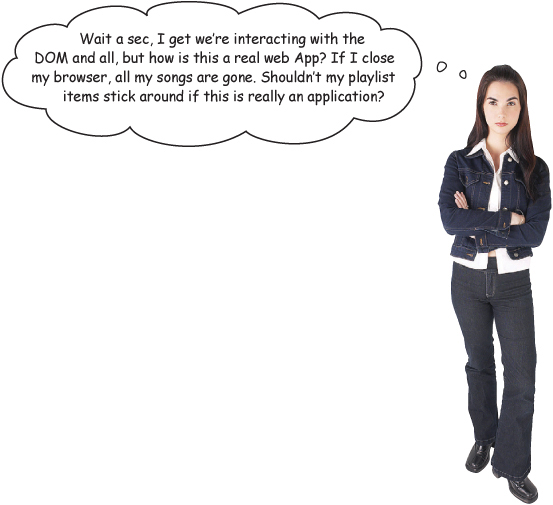 Wait a sec, I get we're interacting with the
DOM and all, but how is this a real web App? If I close
my browser, all my songs are gone. Shouldn't my playlist
items stick around if this is really an application?